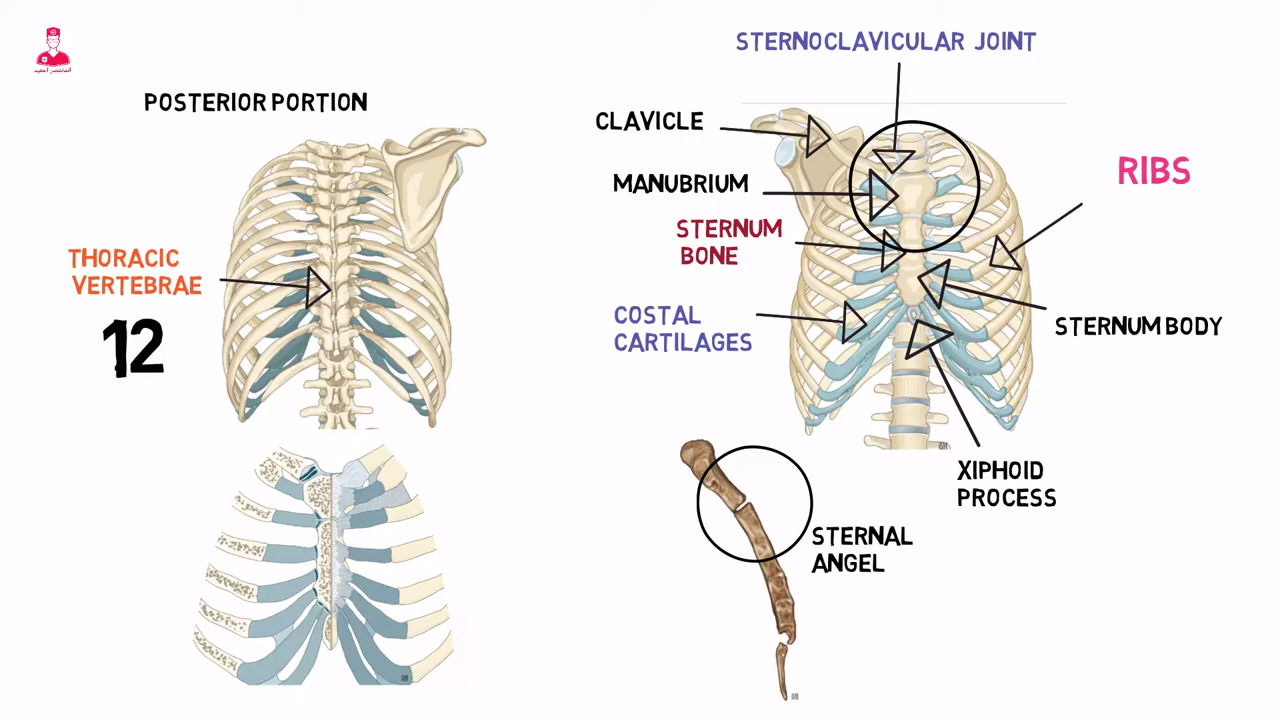 STERNOCLAVICULAR JOINT
POSTERIOR PORTION
CLAVICLE
MANUBRIUM
RIBS
STERNUM
BONE
THORACIC
VERTEBRAE
12
COSTAL
CARTILAGES
STERNUM BODY
XIPHOID
PROCESS
STERNAL
ANGEL